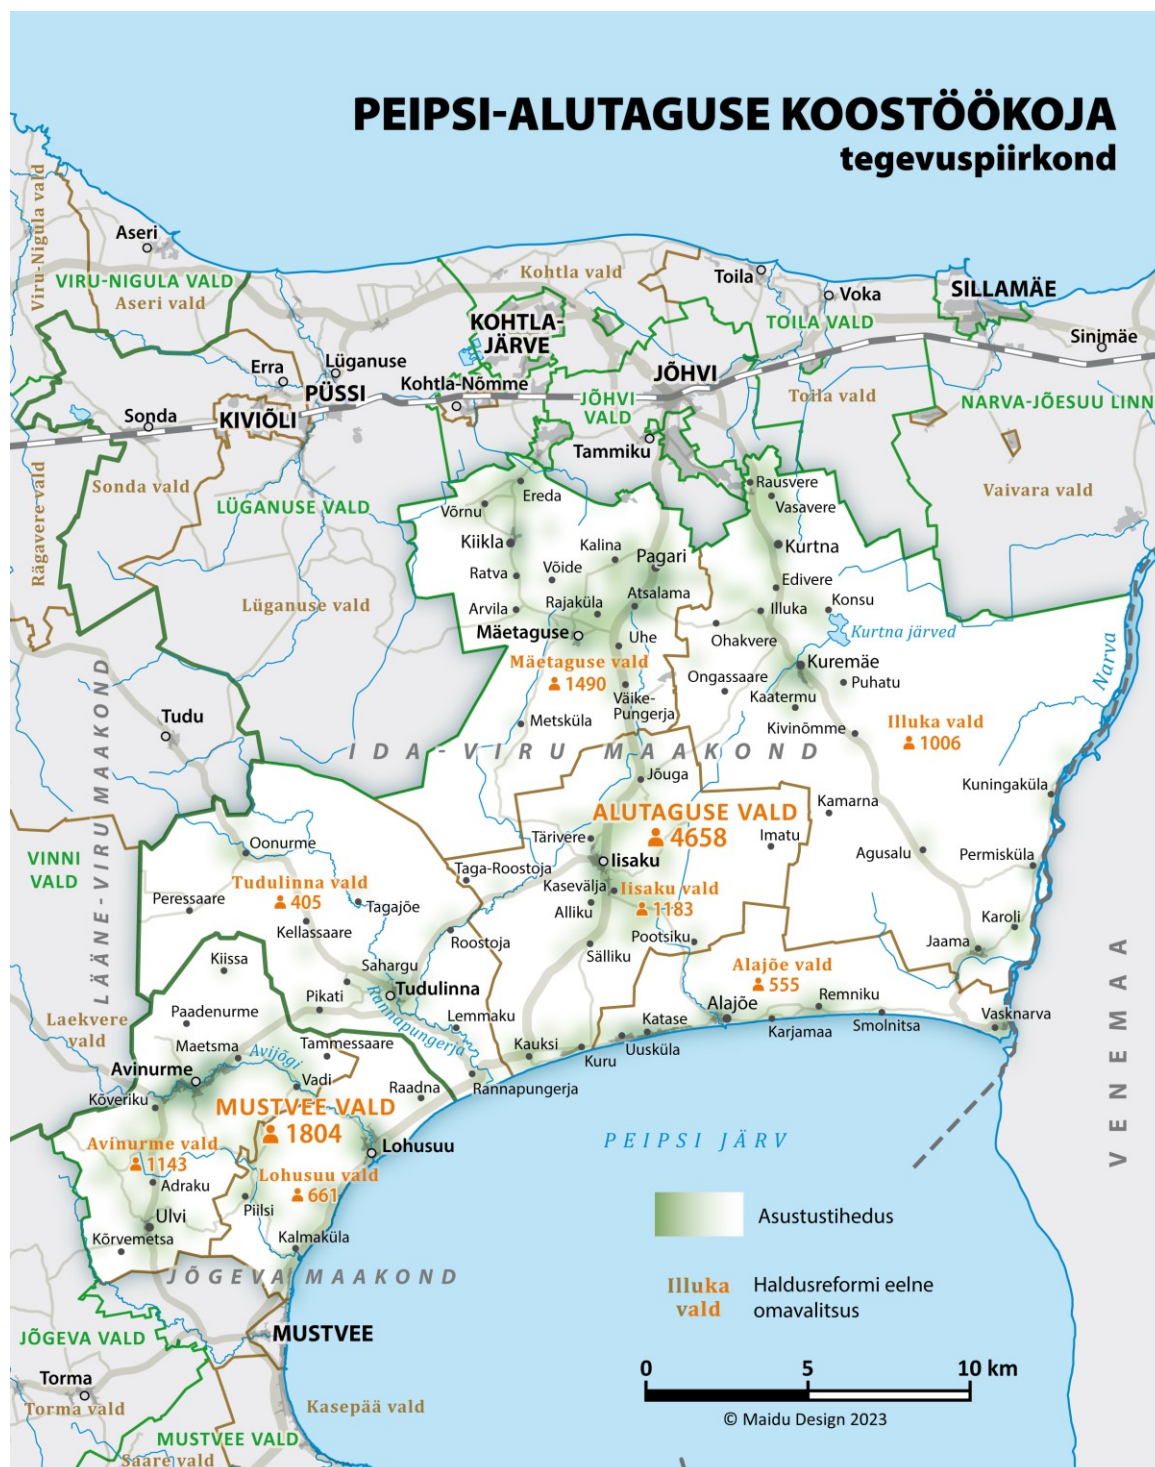 PEIPSI-ALUTAGUSE KOOSTÖÖKOJA
tegevuspiirkond
Viru-Nigula vald
Aseri
VIRU-NIGULA VALD
Aseri vald
Kohtla vald
Toila
Voka
SILLAMÄE
TOILA VALD
Sinimäe
KOHTLA-
JÄRVE
Lüganuse
Erra
PÜSSI
Kohtla-Nõmme
JÕHVI
JÕHVI
VALD
Toila vald
NARVA-JÕESUU LINN
Sonda
KIVIÕLI
Tammiku
Rägavere vald
Sonda vald
LÜGANUSE VALD
Vaivara vald
Rausvere
Vasavere
Ereda
Võrnu
Kiikla
Kalina
Pagari
Kurtna
Ratva
Võide
Edivere
Atsalama
Lüganuse vald
Arvila
Rajaküla
Illuka
Konsu
Mäetaguse
Uhe
Ohakvere
Kurtna järved
Narva
Mäetaguse vald
1490
Kuremäe
Ongassaare
Puhatu
Väike-
Pungerja
Kaatermu
LÄÄNE-VIRU MAAKOND
Tudu
Metsküla
Kivinõmme
Illuka vald
1006
IDA-VIRU MAAKOND
Jõuga
Kuningaküla
ALUTAGUSE VALD
4658
Kamarna
Tärivere
Imatu
VINNI
VALD
Oonurme
Iisaku
Agusalu
Permisküla
Taga-Roostoja
Tudulinna vald
405
Kasevälja
Iisaku vald
1183
Peressaare
Tagajõe
Alliku
Karoli
Kellassaare
Roostoja
Pootsiku
Jaama
Sälliku
Kiissa
Sahargu
Alajõe vald
555
VENEMAA
Tudulinna
Pikati
Rannapungerja
Remniku
Alajõe
Laekvere
vald
Paadenurme
Lemmaku
Katase
Karjamaa
Smolnitsa
Vasknarva
Maetsma
Avijõgi
Tammessaare
Kauksi
Kuru
Uusküla
Avinurme
Vadi
Raadna
Rannapungerja
Kõveriku
MUSTVEE VALD
1804
PEIPSI JÄRV
Avinurme vald
1143
Lohusuu
Adraku
Lohusuu vald
661
Piilsi
Ulvi
Kõrvemetsa
Kalmaküla
Asustustihedus
JÕGEVA MAAKOND
Illuka
vald
Haldusreformi eelne
omavalitsus
JÕGEVA VALD
MUSTVEE
Torma
Torma vald
Kasepää vald
0 5 10 km
© Maidu Design 2023
MUSTVEE VALD
Saare vald